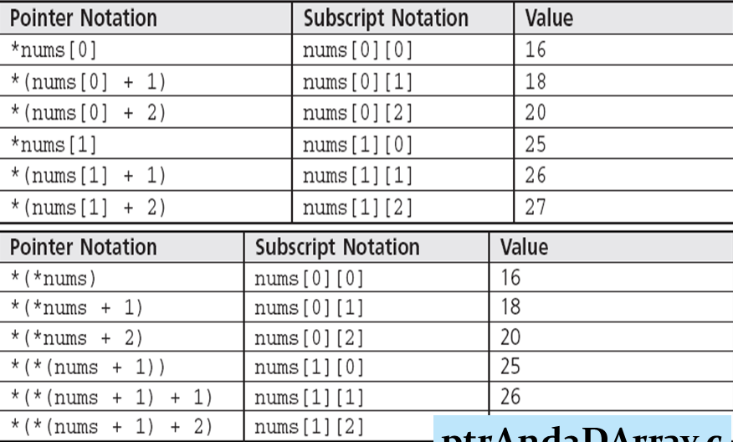 Pointer Notation Subscript Notation Value
*nums[0] nums[0][0] 16
*(nums[0] + 1) nums[0][1] 18
*(nums[0] + 2) nums[0][2] 20
*nums[1] nums[1][0] 25
*(nums[1] + 1) nums[1][1] 26
*(nums[1] + 2) nums[1][2] 27
Pointer Notation Subscript Notation Value
*(*nums) nums[0][0] 16
*(*nums + 1) nums[0][1] 18
*(*nums + 2) nums[0][2] 20
*(*(nums + 1)) nums[1][0] 25
*(*(nums + 1) + 1) nums[1][1] 26
*(*(nums + 1) + 2) nums[1][2]
ptrAndaDArray.c